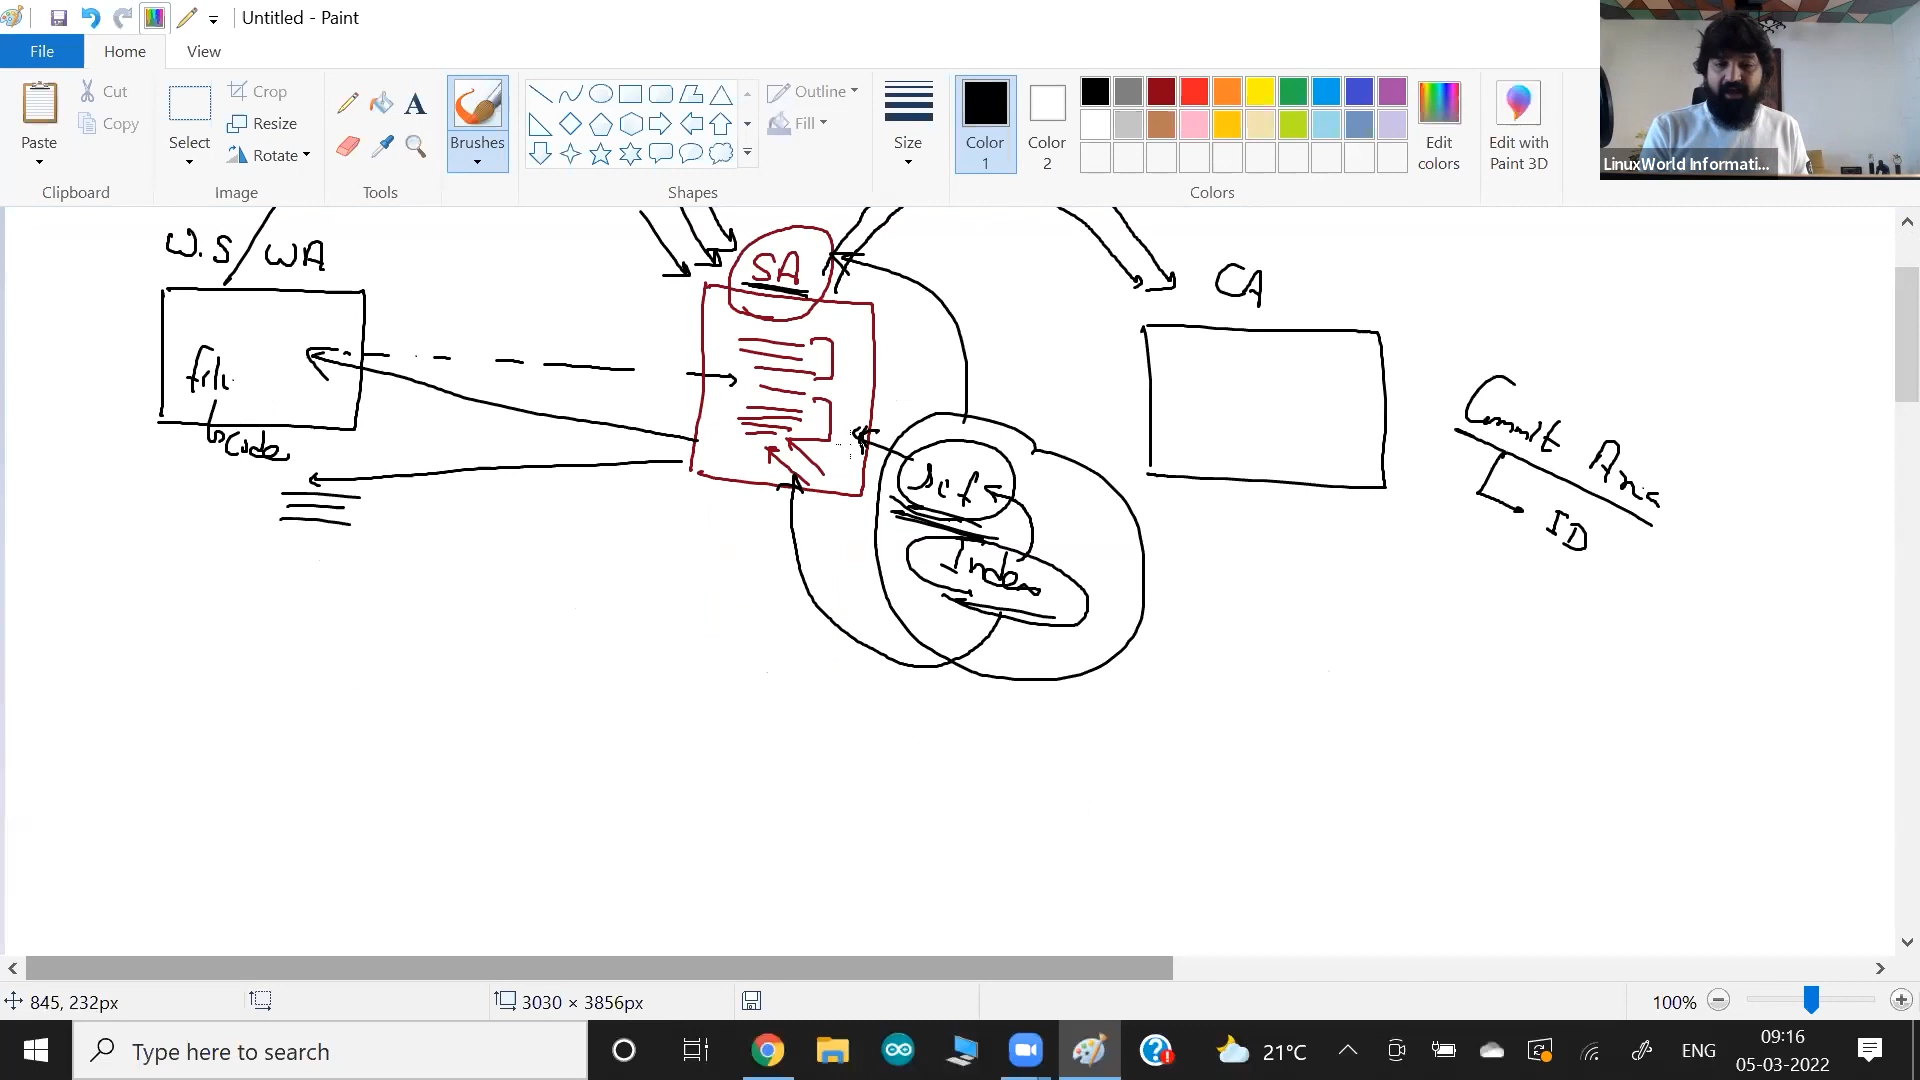 Untitled - Paint
File
Home
View
Paste
Cut
Copy
Clipboard
Select
Crop
Resize
Rotate
Image
A
Tools
Brushes
Shapes
Outline
Fill
Size
Color 1
Color 2
Colors
Edit colors
Edit with Paint 3D
LinuxWorld Informati...
W.S / WA
SA
CA
Code
Commit Area
ID
845, 232px
3030 × 3856px
100%
Type here to search
21°C
ENG
09:16
05-03-2022